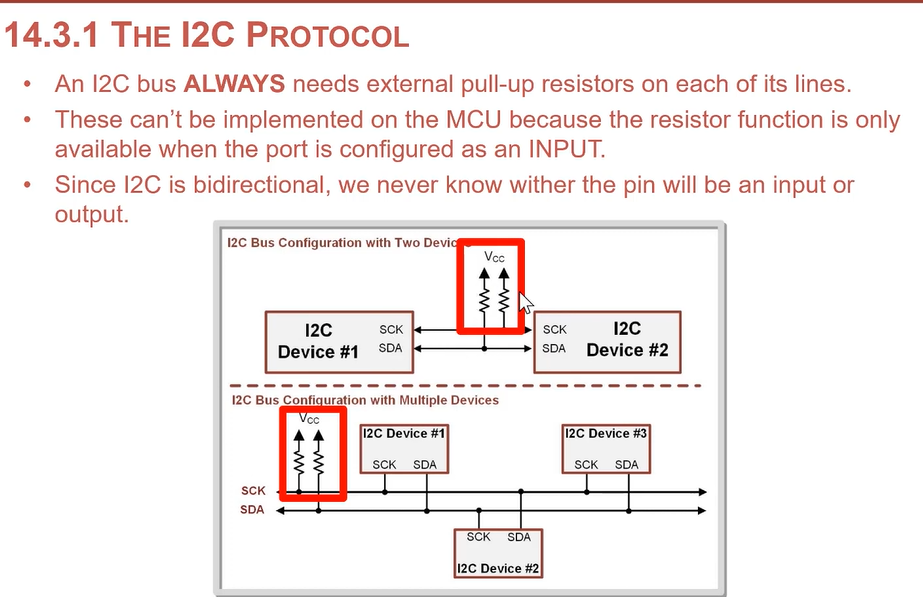 14.3.1 THE I2C PROTOCOL
• An I2C bus ALWAYS needs external pull-up resistors on each of its lines.
• These can't be implemented on the MCU because the resistor function is only
available when the port is configured as an INPUT.
• Since I2C is bidirectional, we never know wither the pin will be an input or
output.
I2C Bus Configuration with Two Devic
VCC
I2C
Device #1
SCK
SDA
SCK
SDA
I2C
Device #2
I2C Bus Configuration with Multiple Devices
VCC
I2C Device #1
SCK SDA
I2C Device #3
SCK SDA
SCK
SDA
SCK SDA
I2C Device #2